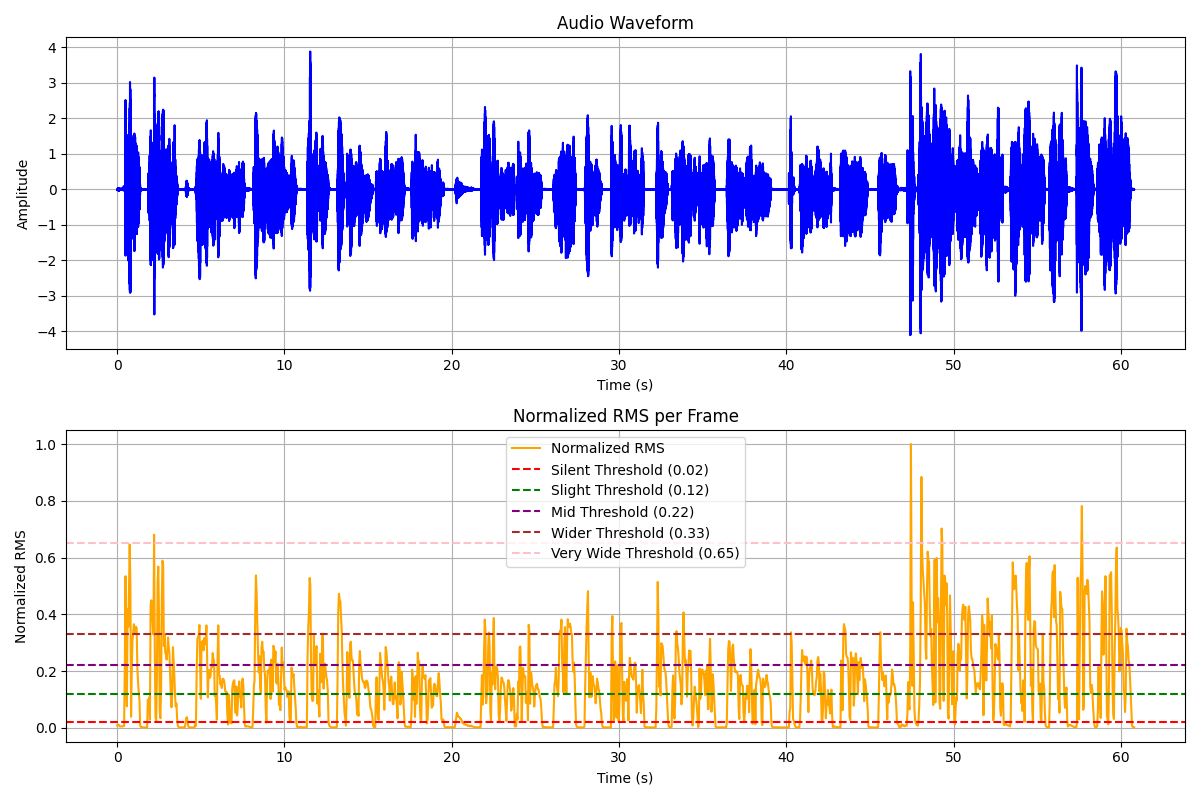 Audio Waveform
4
3
2
1
0
−1
−2
−3
−4
Amplitude
0 10 20 30 40 50 60
Time (s)
Normalized RMS per Frame
1.0
0.8
0.6
0.4
0.2
0.0
Normalized RMS
Normalized RMS
Silent Threshold (0.02)
Slight Threshold (0.12)
Mid Threshold (0.22)
Wider Threshold (0.33)
Very Wide Threshold (0.65)
0 10 20 30 40 50 60
Time (s)